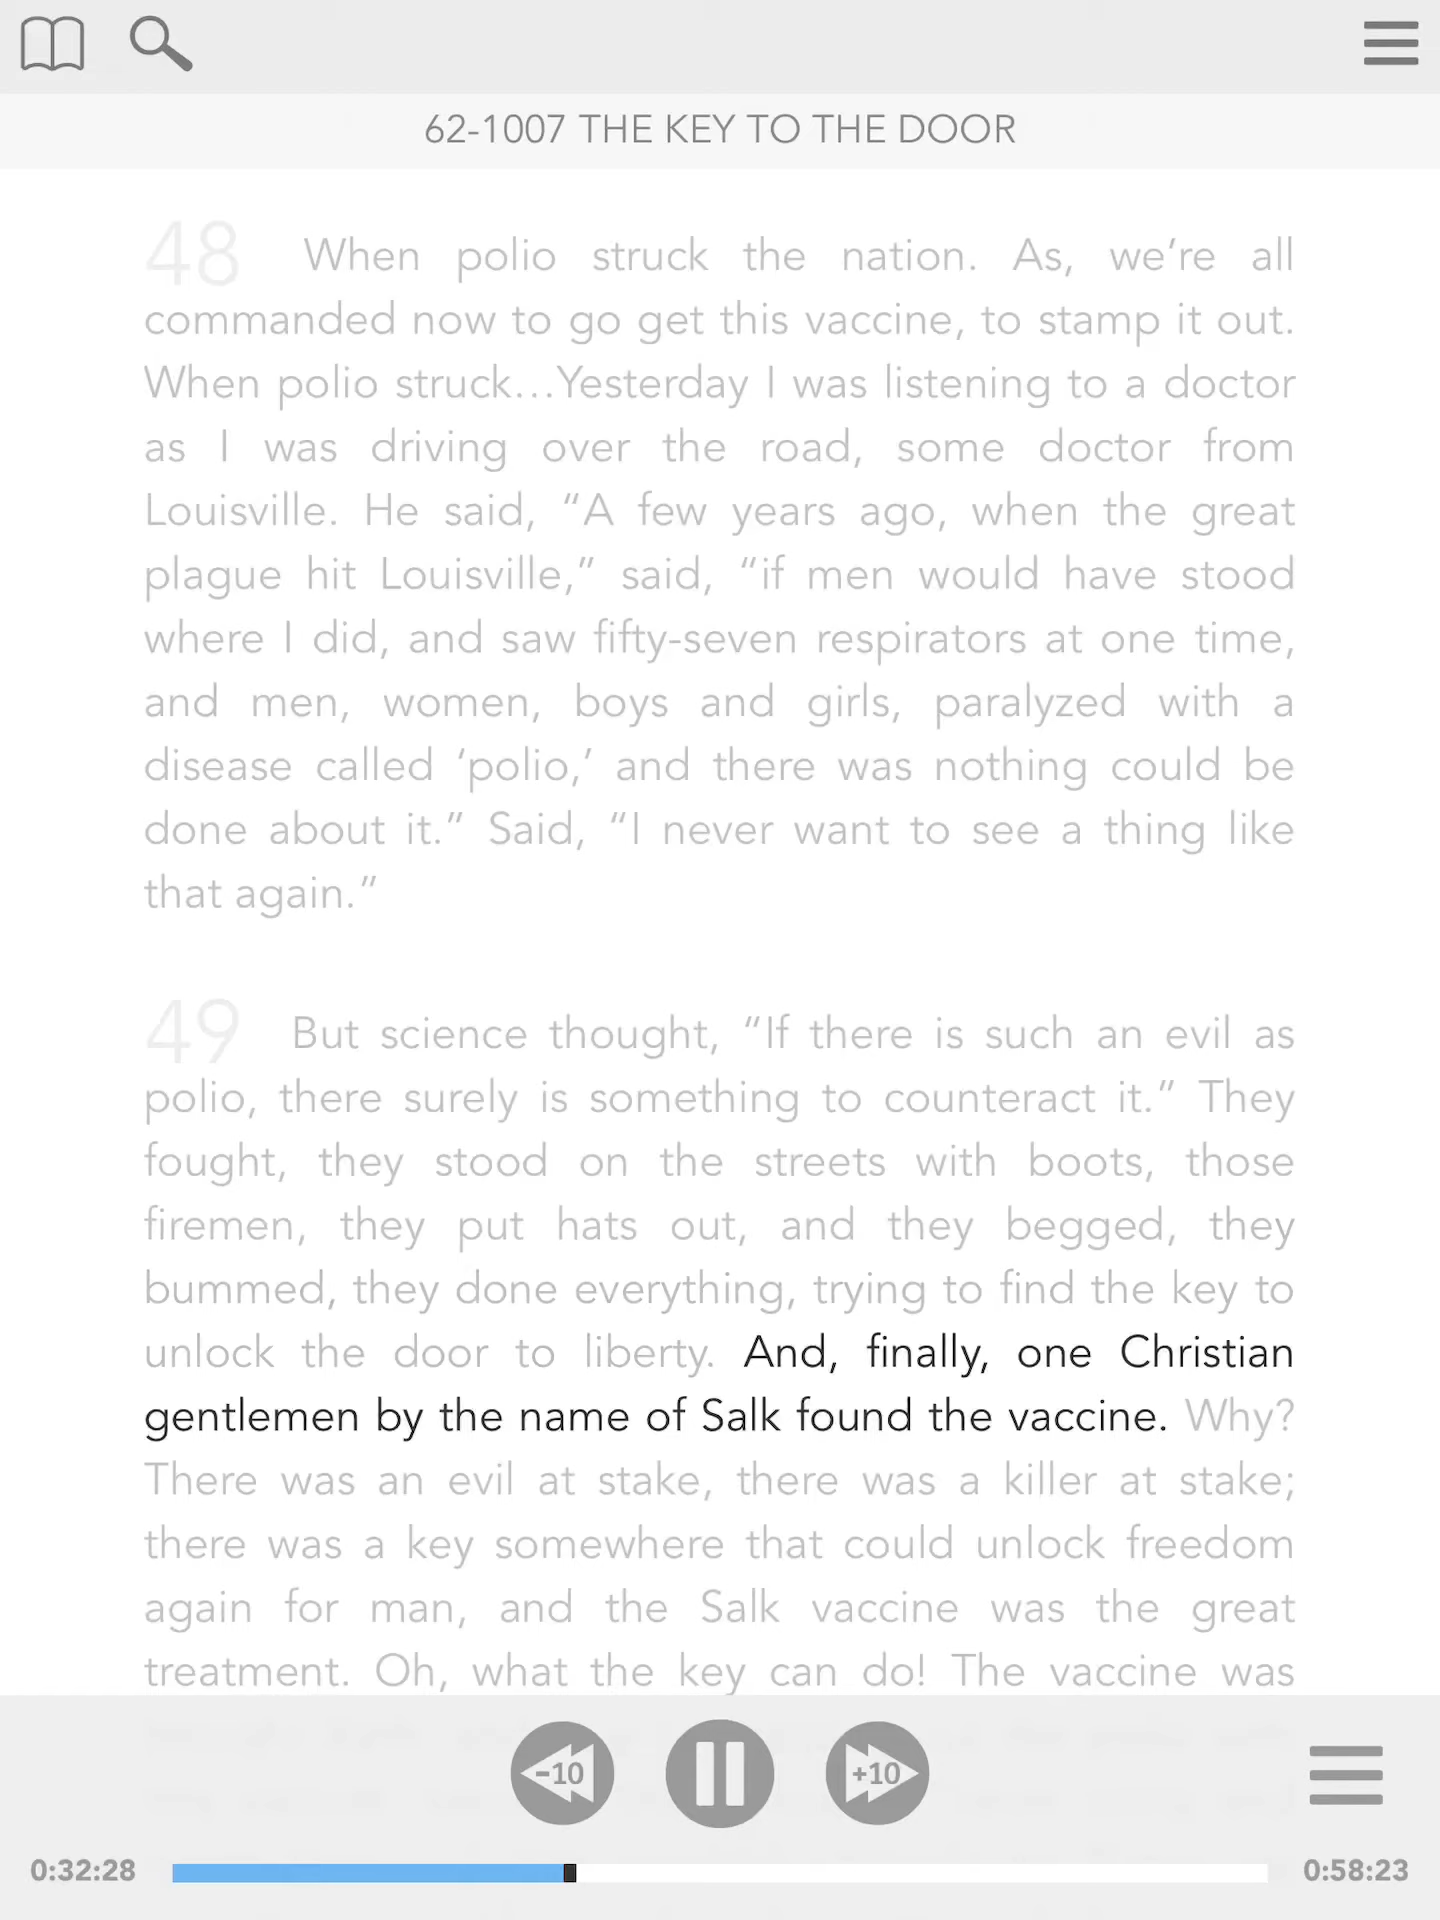 62-1007 THE KEY TO THE DOOR
48 When polio struck the nation. As, we’re all
commanded now to go get this vaccine, to stamp it out.
When polio struck…Yesterday I was listening to a doctor
as I was driving over the road, some doctor from
Louisville. He said, “A few years ago, when the great
plague hit Louisville,” said, “if men would have stood
where I did, and saw fifty-seven respirators at one time,
and men, women, boys and girls, paralyzed with a
disease called ‘polio,’ and there was nothing could be
done about it.” Said, “I never want to see a thing like
that again.”
49 But science thought, “If there is such an evil as
polio, there surely is something to counteract it.” They
fought, they stood on the streets with boots, those
firemen, they put hats out, and they begged, they
bummed, they done everything, trying to find the key to
unlock the door to liberty. And, finally, one Christian
gentlemen by the name of Salk found the vaccine. Why?
There was an evil at stake, there was a killer at stake;
there was a key somewhere that could unlock freedom
again for man, and the Salk vaccine was the great
treatment. Oh, what the key can do! The vaccine was
-10 +10
0:32:28 0:58:23